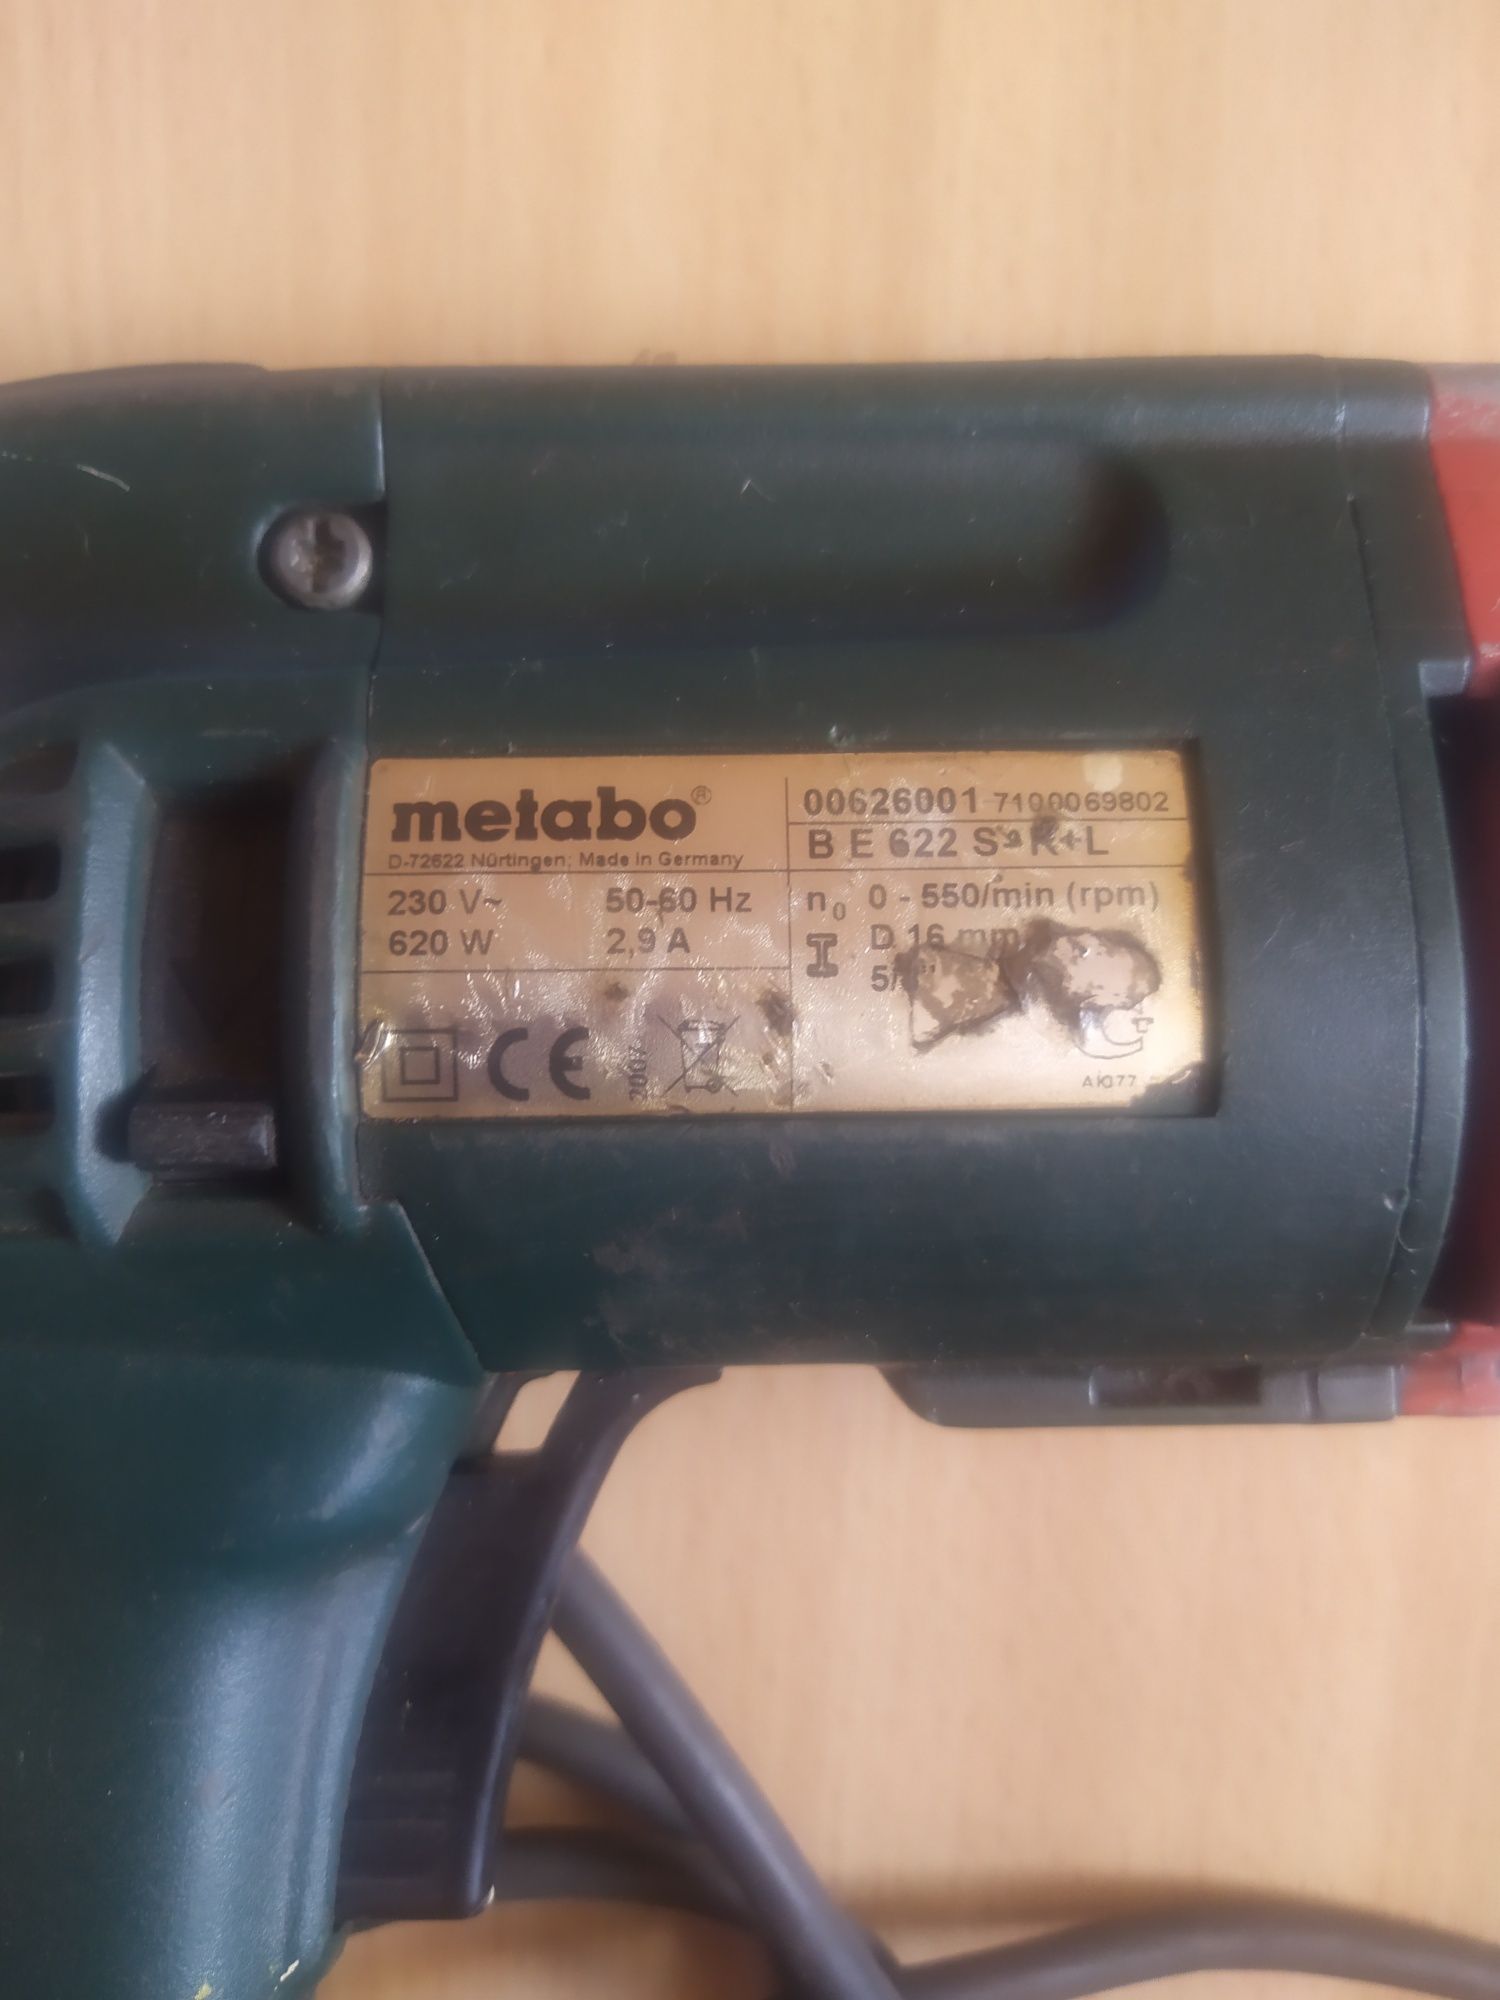 metabo®
D-72622 Nürtingen; Made in Germany
230 V~ 50-60 Hz
620 W 2,9 A
CE 2007
00626001 7100069802
B E 622 S R+L
n0 0 - 550/min (rpm)
D 16 mm